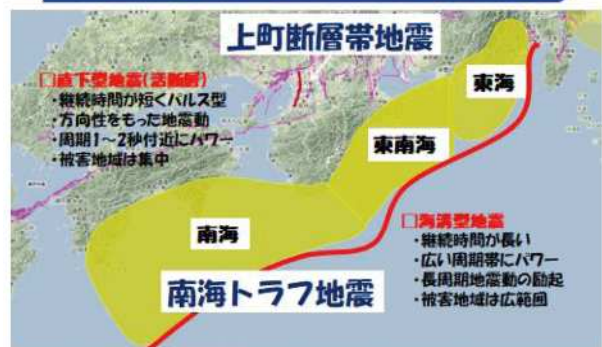 上町断層帯地震
□直下型地震(活断層)
・継続時間が短くパルス型
・方向性をもった地震動
・周期1～2秒付近にパワー
・被害地域は集中
東海
東南海
南海
□海溝型地震
・継続時間が長い
・広い周期帯にパワー
・長周期地震動の励起
・被害地域は広範囲
南海トラフ地震